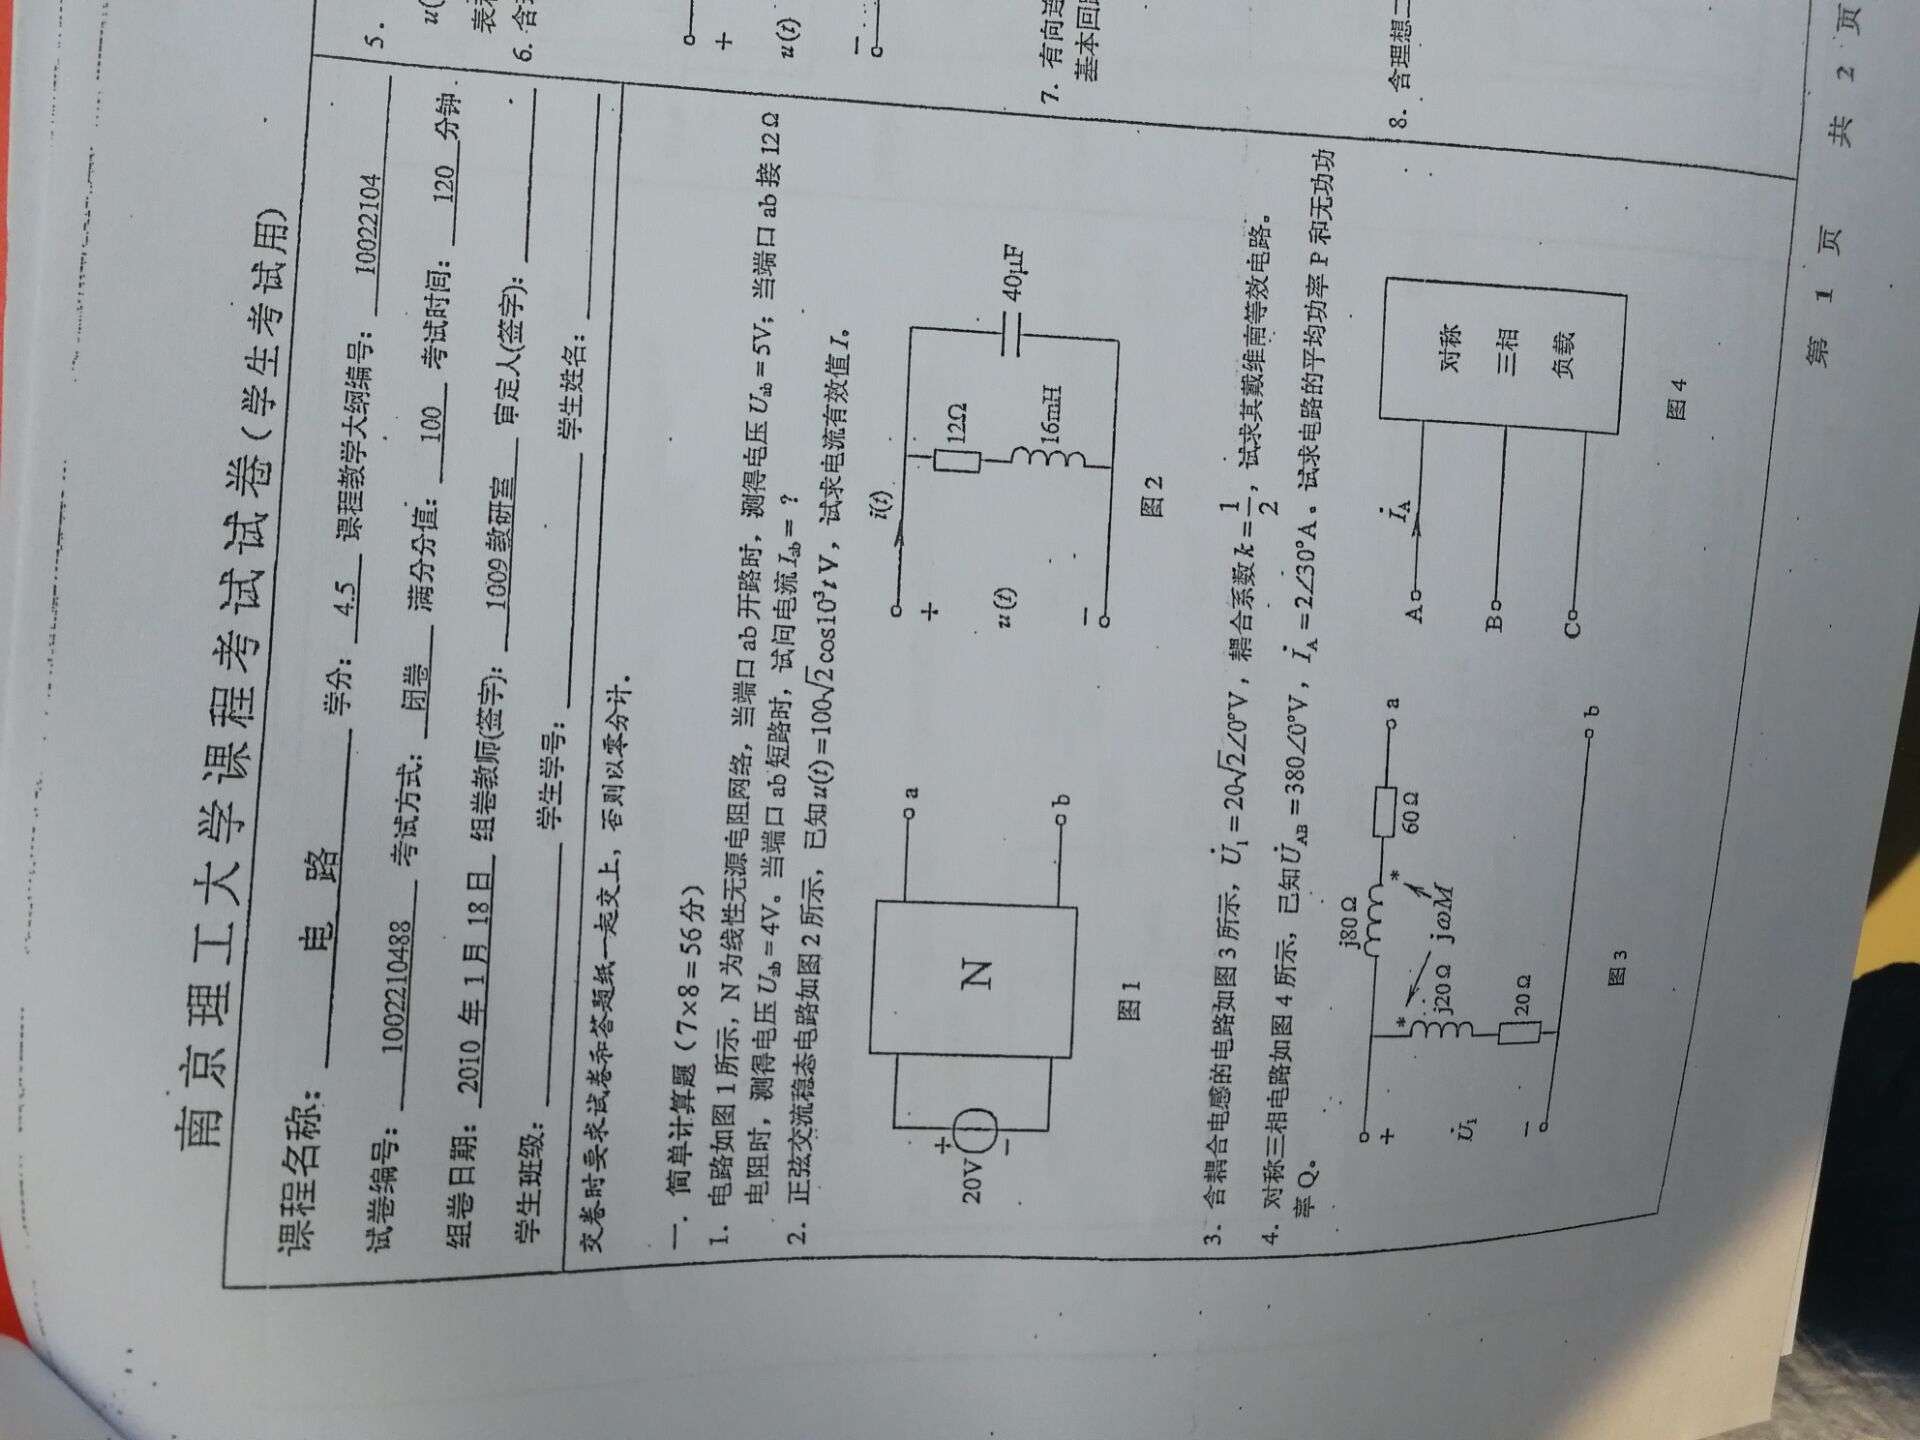 南京理工大学课程考试试卷(学生考试用)
课程名称: 电 路 学分: 4.5 课程教学大纲编号: 10022104
试卷编号: 1002210488 考试方式: 闭卷 满分分值: 100 考试时间: 120 分钟.
组卷日期: 2010 年 1 月 18 日 组卷教师(签字): 1009 教研室 审定人(签字):
学生班级: 学生学号: 学生姓名:
交卷时要求试卷和答题纸一起交上, 否则以零分计.
一. 简单计算题 (7×8=56分)
1. 电路如图 1 所示, N 为线性无源电阻网络, 当端口 ab 开路时, 测得电压 Uab = 5V; 当端口 ab 接 12Ω
电阻时, 测得电压 Uab = 4V。当端口 ab 短路时, 试问电流 Iab = ?
2. 正弦交流稳态电路如图 2 所示, 已知 u(t) = 100√2 cos10³t V, 试求电流有效值 I。
20V
+
−
N
a
b
图 1
i(t)
+
u(t)
−
12Ω
16mH
40μF
图 2
3. 含耦合电感的电路如图 3 所示, U̇1 = 20√2∠0°V, 耦合系数 k = 1/2, 试求其戴维南等效电路。
4. 对称三相电路如图 4 所示, 已知 U̇AB = 380∠0°V, İA = 2∠30°A。试求电路的平均功率 P 和无功功
率 Q。
+
U̇1
−
*
j20Ω
20Ω
j80Ω
*
jωM
60Ω
a
b
图 3
A
İA
B
C
对称
三相
负载
图 4
5.
u(
6. 含
+
u(t)
−
7. 有向连
基本回
8. 含理想二
第 1 页 共 2 页